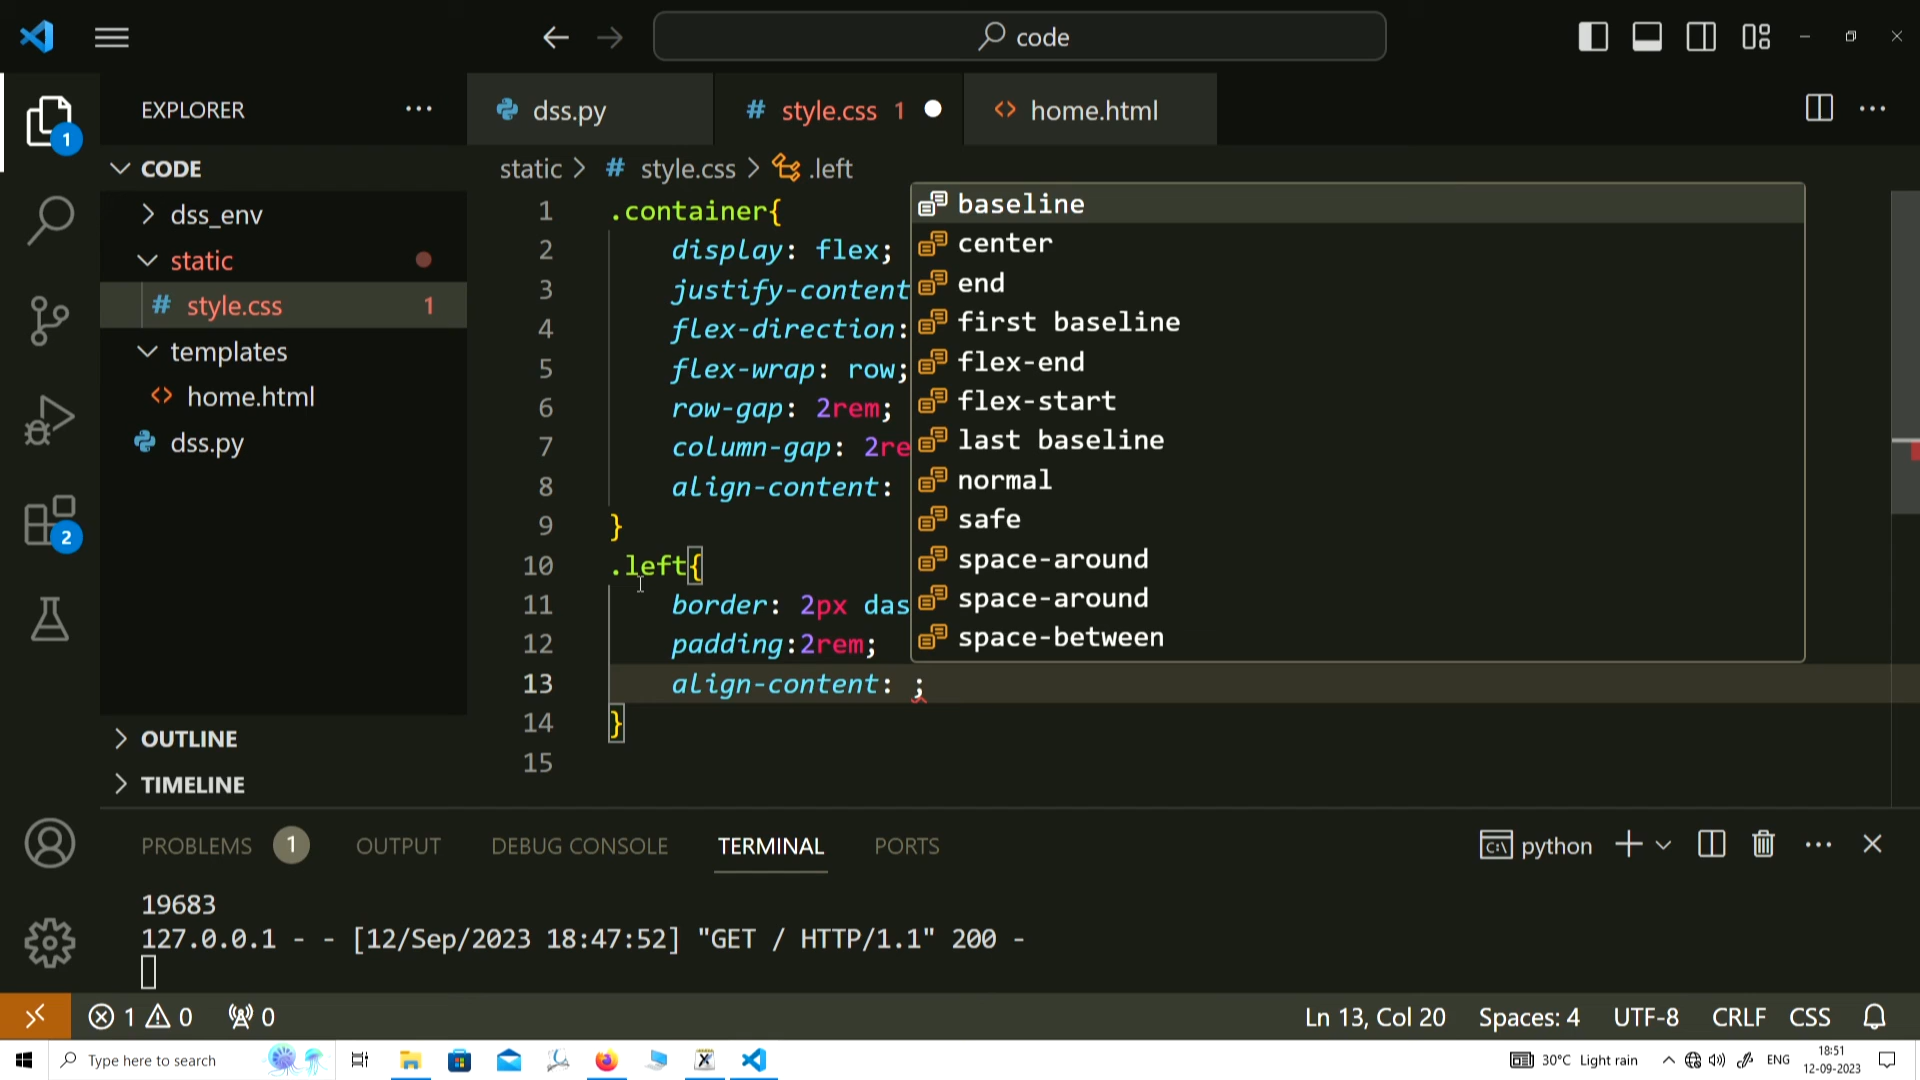 code
EXPLORER
dss.py
style.css 1
home.html
static > # style.css > .left
CODE
dss_env
static
# style.css 1
templates
<> home.html
dss.py
OUTLINE
TIMELINE
1 .container{
2 display: flex;
3 justify-content
4 flex-direction:
5 flex-wrap: row;
6 row-gap: 2rem;
7 column-gap: 2re
8 align-content:
9 }
10 .left{
11 border: 2px das
12 padding:2rem;
13 align-content: ;
14 }
15
baseline
center
end
first baseline
flex-end
flex-start
last baseline
normal
safe
space-around
space-around
space-between
1
2
PROBLEMS 1 OUTPUT DEBUG CONSOLE TERMINAL PORTS
python
19683
127.0.0.1 - - [12/Sep/2023 18:47:52] "GET / HTTP/1.1" 200 -
1 0 0
Ln 13, Col 20 Spaces: 4 UTF-8 CRLF CSS
Type here to search
30°C Light rain
ENG
18:51
12-09-2023